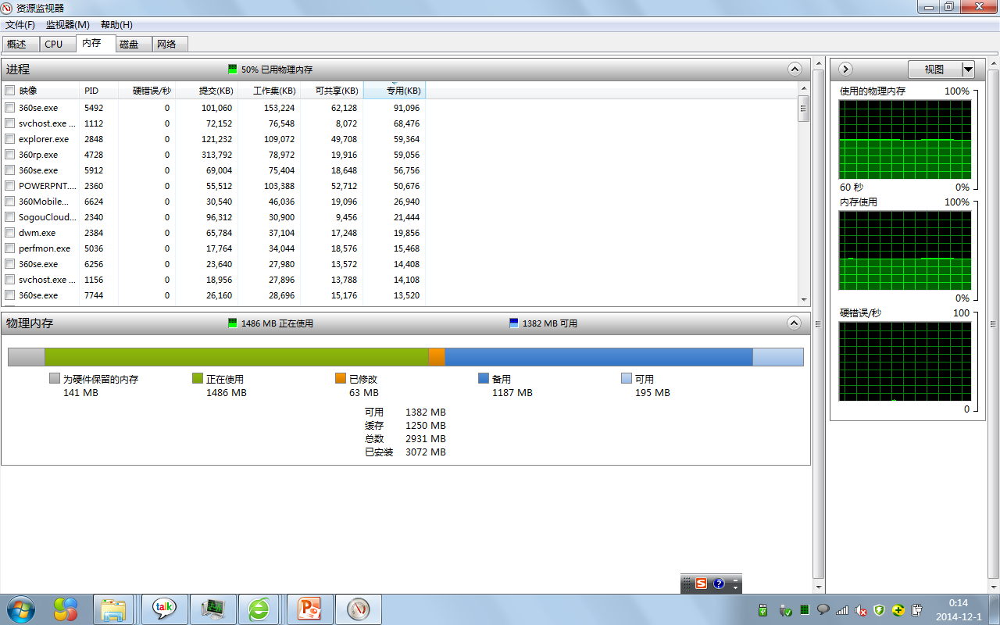 资源监视器
文件(F) 监视器(M) 帮助(H)
概述 CPU 内存 磁盘 网络
进程 50% 已用物理内存
映像 PID 硬错误/秒 提交(KB) 工作集(KB) 可共享(KB) 专用(KB)
360se.exe 5492 0 101,060 153,224 62,128 91,096
svchost.exe ... 1112 0 72,152 76,548 8,072 68,476
explorer.exe 2848 0 121,232 109,072 49,708 59,364
360rp.exe 4728 0 313,792 78,972 19,916 59,056
360se.exe 5912 0 69,004 75,404 18,648 56,756
POWERPNT.... 2360 0 55,512 103,388 52,712 50,676
360Mobile... 6624 0 30,540 46,036 19,096 26,940
SogouCloud... 2340 0 96,312 30,900 9,456 21,444
dwm.exe 2384 0 65,784 37,104 17,248 19,856
perfmon.exe 5036 0 17,764 34,044 18,576 15,468
360se.exe 6256 0 23,640 27,980 13,572 14,408
svchost.exe ... 1156 0 18,956 27,896 13,788 14,108
360se.exe 7744 0 26,160 28,696 15,176 13,520
物理内存 1486 MB 正在使用 1382 MB 可用
为硬件保留的内存 正在使用 已修改 备用 可用
141 MB 1486 MB 63 MB 1187 MB 195 MB
可用 1382 MB
缓存 1250 MB
总数 2931 MB
已安装 3072 MB
视图
使用的物理内存 100%
60 秒 0%
内存使用 100%
0%
硬错误/秒 100
0
S ?
talk
P
0:14
2014-12-1